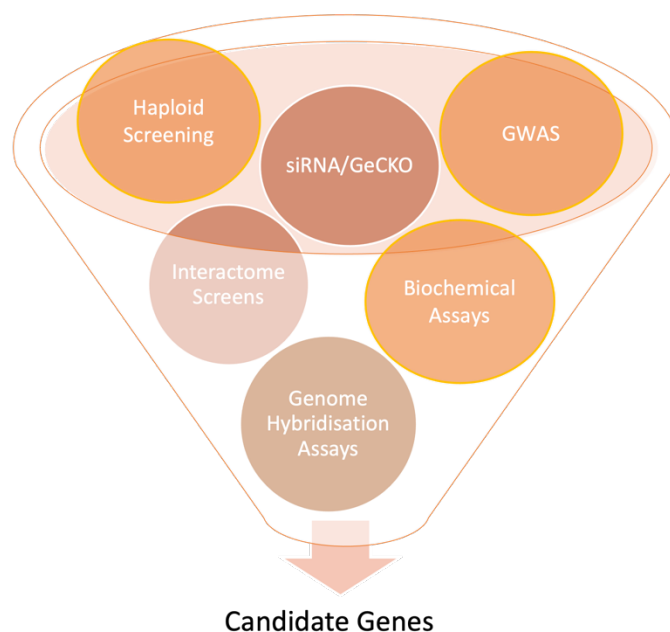 Haploid
Screening
siRNA/GeCKO
GWAS
Interactome
Screens
Biochemical
Assays
Genome
Hybridisation
Assays
Candidate Genes